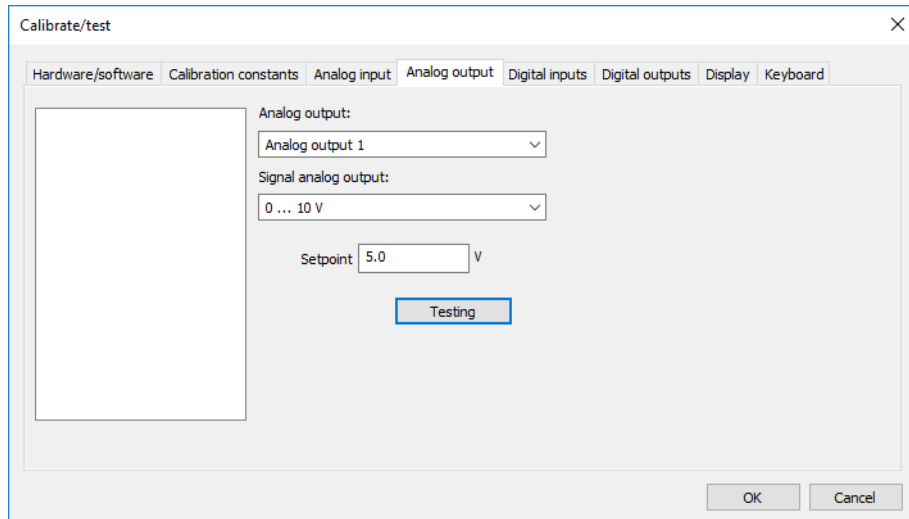 Calibrate/test
Hardware/software Calibration constants Analog input Analog output Digital inputs Digital outputs Display Keyboard
Analog output:
Analog output 1
Signal analog output:
0 ... 10 V
Setpoint 5.0 V
Testing
OK Cancel